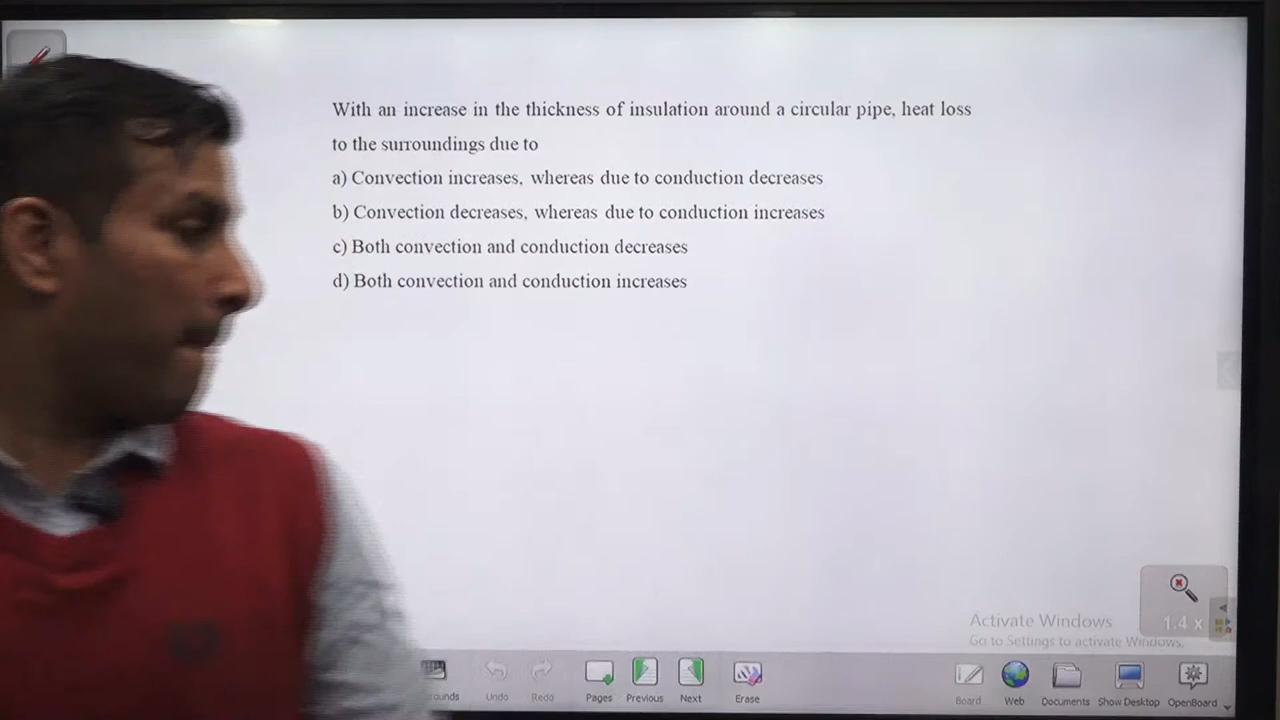 With an increase in the thickness of insulation around a circular pipe, heat loss
to the surroundings due to
a) Convection increases, whereas due to conduction decreases
b) Convection decreases, whereas due to conduction increases
c) Both convection and conduction decreases
d) Both convection and conduction increases
Activate Windows
1.4 x
Go to Settings to activate Windows.
Undo Redo Pages Previous Next Erase Board Web Documents Show Desktop OpenBoard